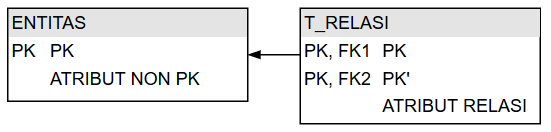 ENTITAS
PK PK
ATRIBUT NON PK
T_RELASI
PK, FK1 PK
PK, FK2 PK'
ATRIBUT RELASI